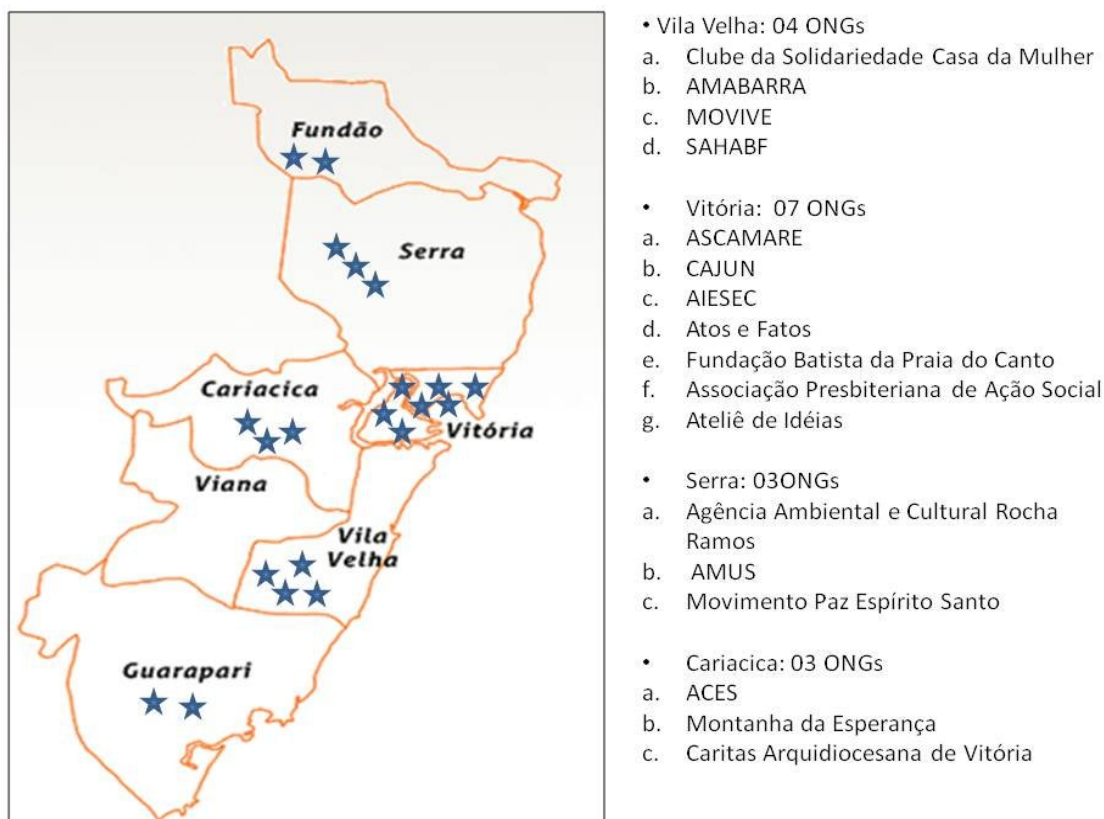 Fundão
Serra
Cariacica
Vitória
Viana
Vila
Velha
Guarapari
• Vila Velha: 04 ONGs
a. Clube da Solidariedade Casa da Mulher
b. AMABARRA
c. MOVIVE
d. SAHABF
• Vitória: 07 ONGs
a. ASCAMARE
b. CAJUN
c. AIESEC
d. Atos e Fatos
e. Fundação Batista da Praia do Canto
f. Associação Presbiteriana de Ação Social
g. Ateliê de Idéias
• Serra: 03ONGs
a. Agência Ambiental e Cultural Rocha
Ramos
b. AMUS
c. Movimento Paz Espírito Santo
• Cariacica: 03 ONGs
a. ACES
b. Montanha da Esperança
c. Caritas Arquidiocesana de Vitória